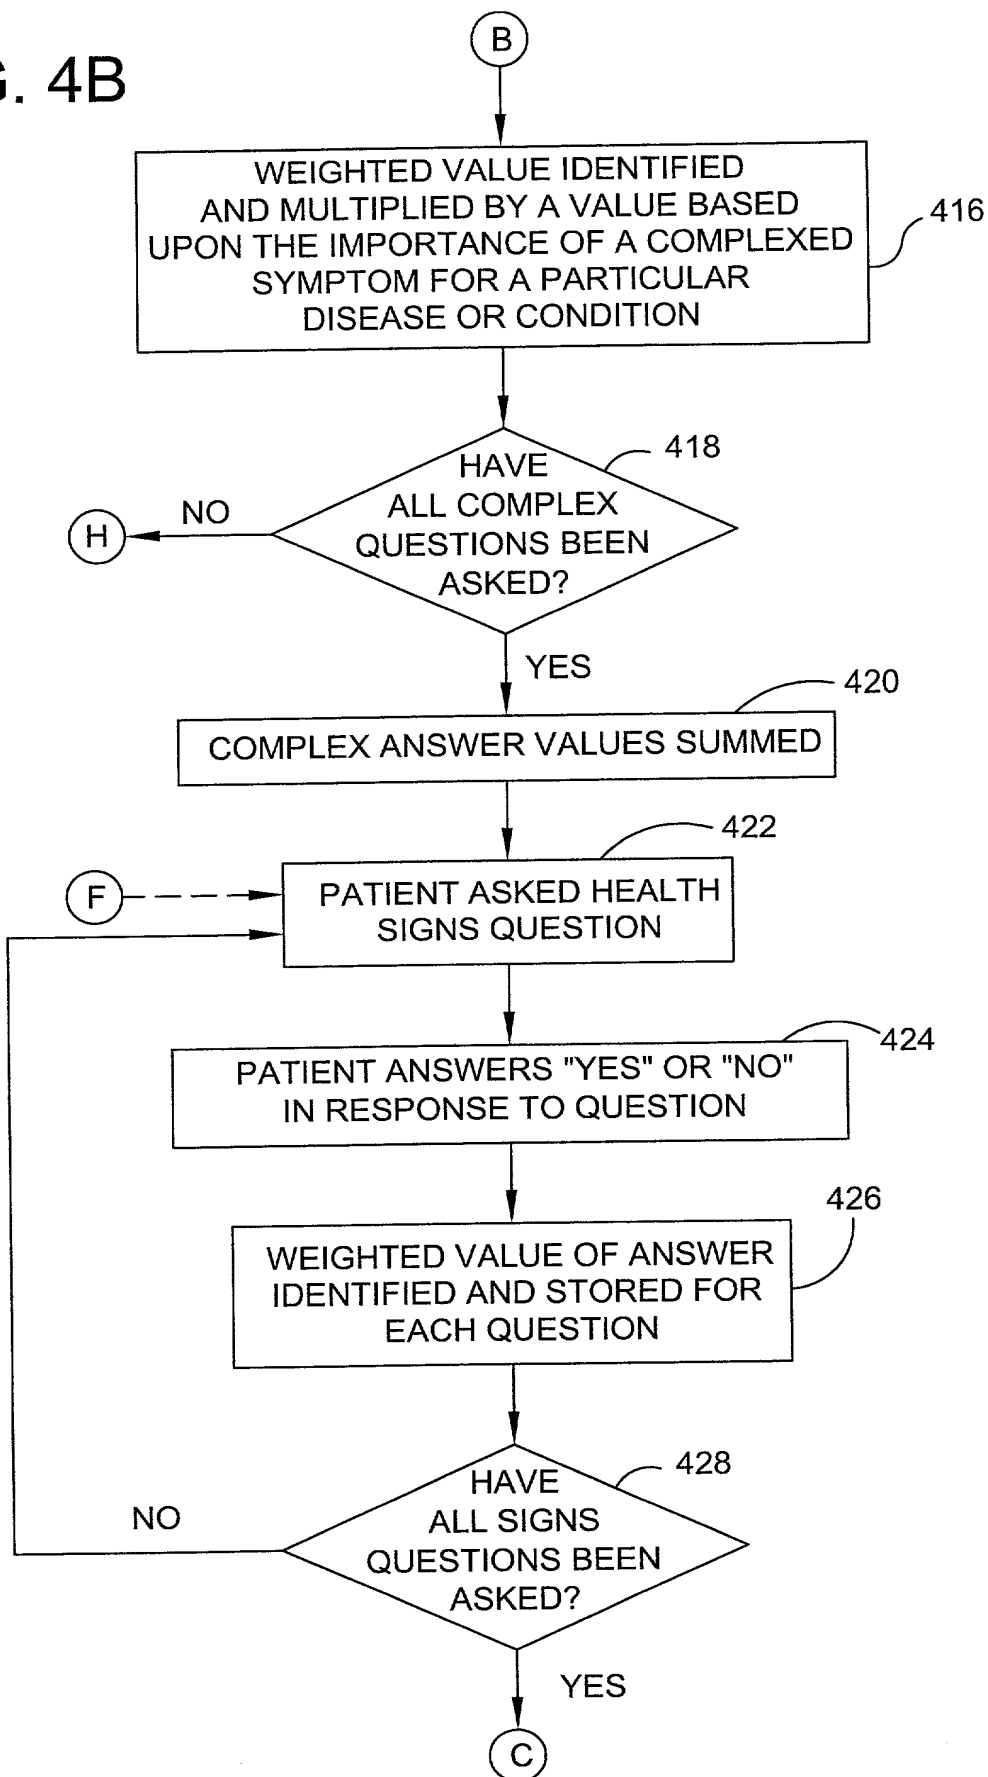 B
. 4B
WEIGHTED VALUE IDENTIFIED
AND MULTIPLIED BY A VALUE BASED
UPON THE IMPORTANCE OF A COMPLEXED
SYMPTOM FOR A PARTICULAR
DISEASE OR CONDITION
416
HAVE
ALL COMPLEX
QUESTIONS BEEN
ASKED?
418
NO
H
YES
420
COMPLEX ANSWER VALUES SUMMED
422
F
PATIENT ASKED HEALTH
SIGNS QUESTION
424
PATIENT ANSWERS "YES" OR "NO"
IN RESPONSE TO QUESTION
426
WEIGHTED VALUE OF ANSWER
IDENTIFIED AND STORED FOR
EACH QUESTION
428
HAVE
ALL SIGNS
QUESTIONS BEEN
ASKED?
NO
YES
C